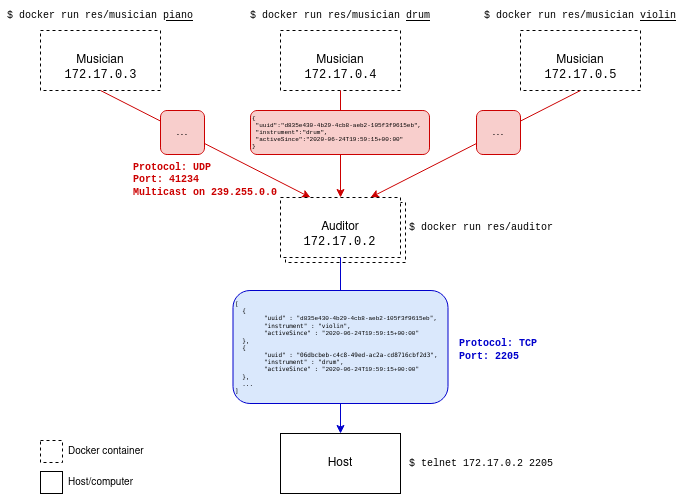 $ docker run res/musician piano
$ docker run res/musician drum
$ docker run res/musician violin
Musician
172.17.0.3
Musician
172.17.0.4
Musician
172.17.0.5
...
{
"uuid":"d835e430-4b29-4cb8-aeb2-105f3f9615eb",
"instrument":"drum",
"activeSince":"2020-06-24T19:59:15+00:00"
}
...
Protocol: UDP
Port: 41234
Multicast on 239.255.0.0
Auditor
172.17.0.2
$ docker run res/auditor
[
{
"uuid" : "d835e430-4b29-4cb8-aeb2-105f3f9615eb",
"instrument" : "violin",
"activeSince" : "2020-06-24T19:59:15+00:00"
},
{
"uuid" : "06dbcbeb-c4c8-49ed-ac2a-cd8716cbf2d3",
"instrument" : "drum",
"activeSince" : "2020-06-24T19:59:15+00:00"
},
...
]
Protocol: TCP
Port: 2205
Host
$ telnet 172.17.0.2 2205
Docker container
Host/computer